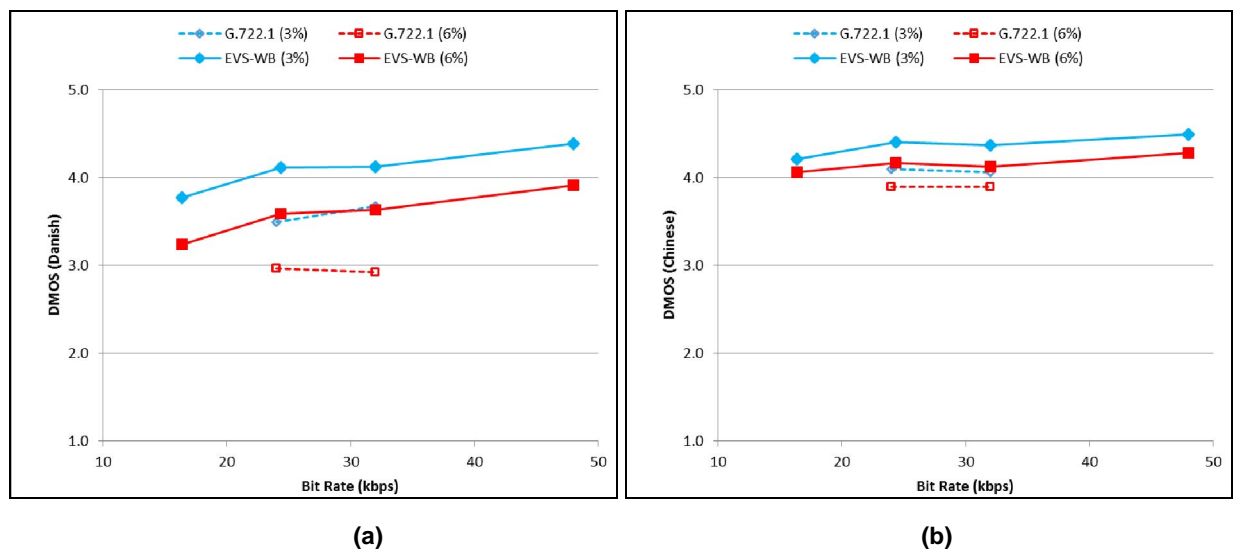 G.722.1 (3%) G.722.1 (6%)
EVS-WB (3%) EVS-WB (6%)
5.0
4.0
3.0
2.0
1.0
10 20 30 40 50
DMOS (Danish)
Bit Rate (kbps)
(a)
G.722.1 (3%) G.722.1 (6%)
EVS-WB (3%) EVS-WB (6%)
5.0
4.0
3.0
2.0
1.0
10 20 30 40 50
DMOS (Chinese)
Bit Rate (kbps)
(b)